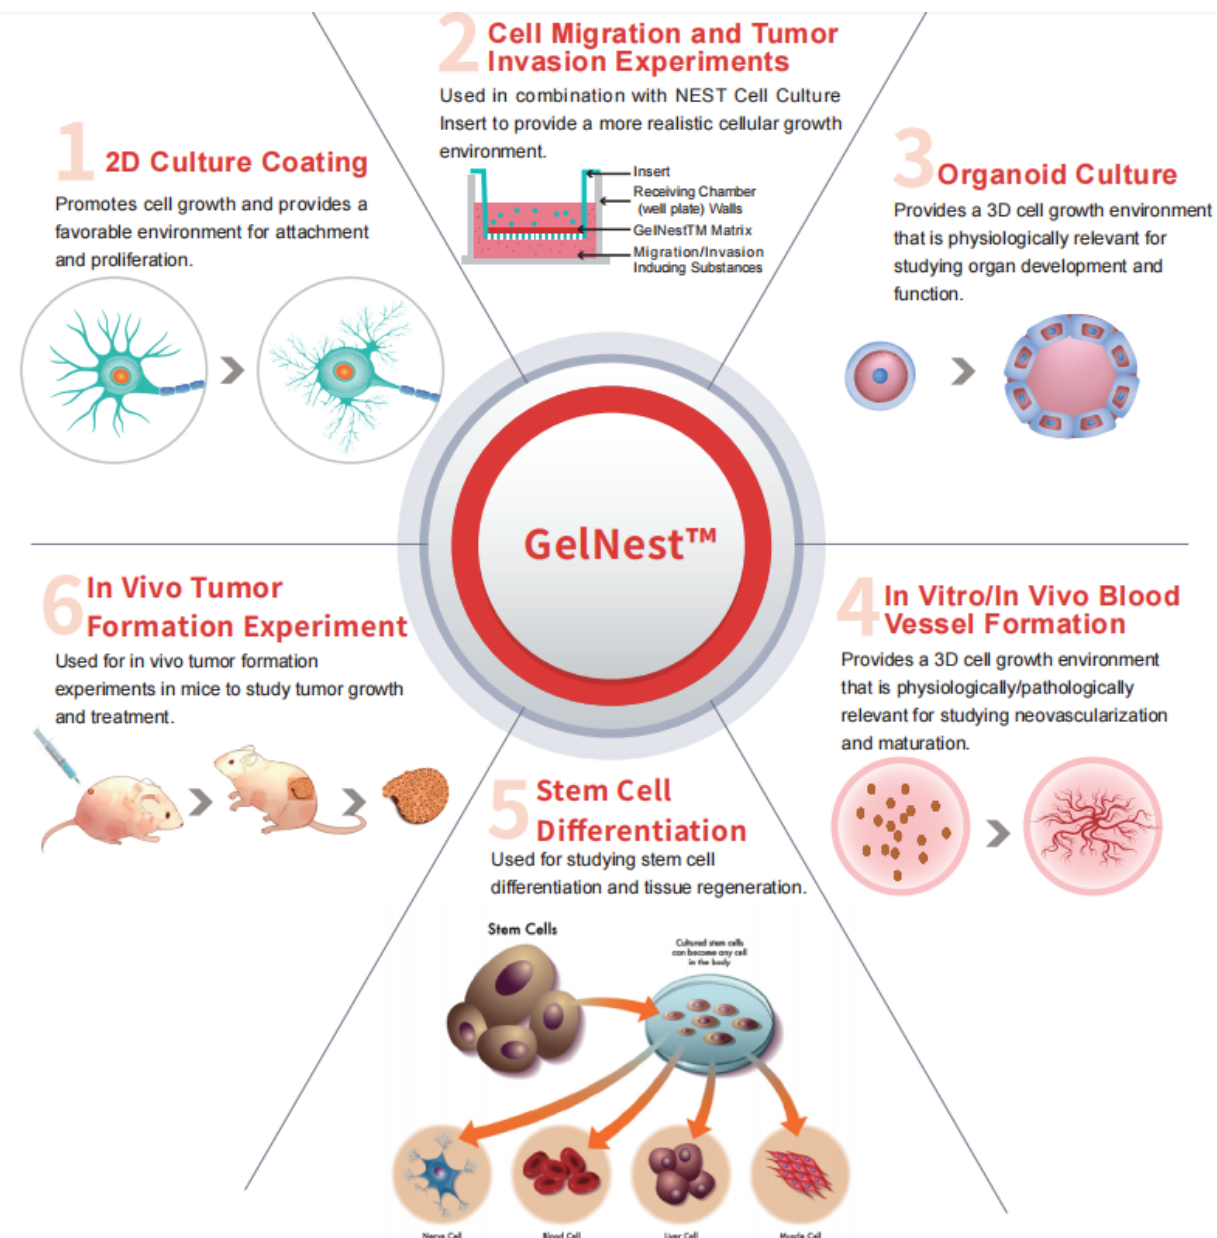 1
2D Culture Coating
Promotes cell growth and provides a
favorable environment for attachment
and proliferation.
2
Cell Migration and Tumor
Invasion Experiments
Used in combination with NEST Cell Culture
Insert to provide a more realistic cellular growth
environment.
Insert
Receiving Chamber
(well plate) Walls
GelNestTM Matrix
Migration/Invasion
Inducing Substances
3
Organoid Culture
Provides a 3D cell growth environment
that is physiologically relevant for
studying organ development and
function.
GelNest™
4
In Vitro/In Vivo Blood
Vessel Formation
Provides a 3D cell growth environment
that is physiologically/pathologically
relevant for studying neovascularization
and maturation.
5
Stem Cell
Differentiation
Used for studying stem cell
differentiation and tissue regeneration.
Stem Cells
Cultured stem cells
can become any cell
in the body
Nerve Cell
Blood Cell
Liver Cell
Muscle Cell
6
In Vivo Tumor
Formation Experiment
Used for in vivo tumor formation
experiments in mice to study tumor growth
and treatment.